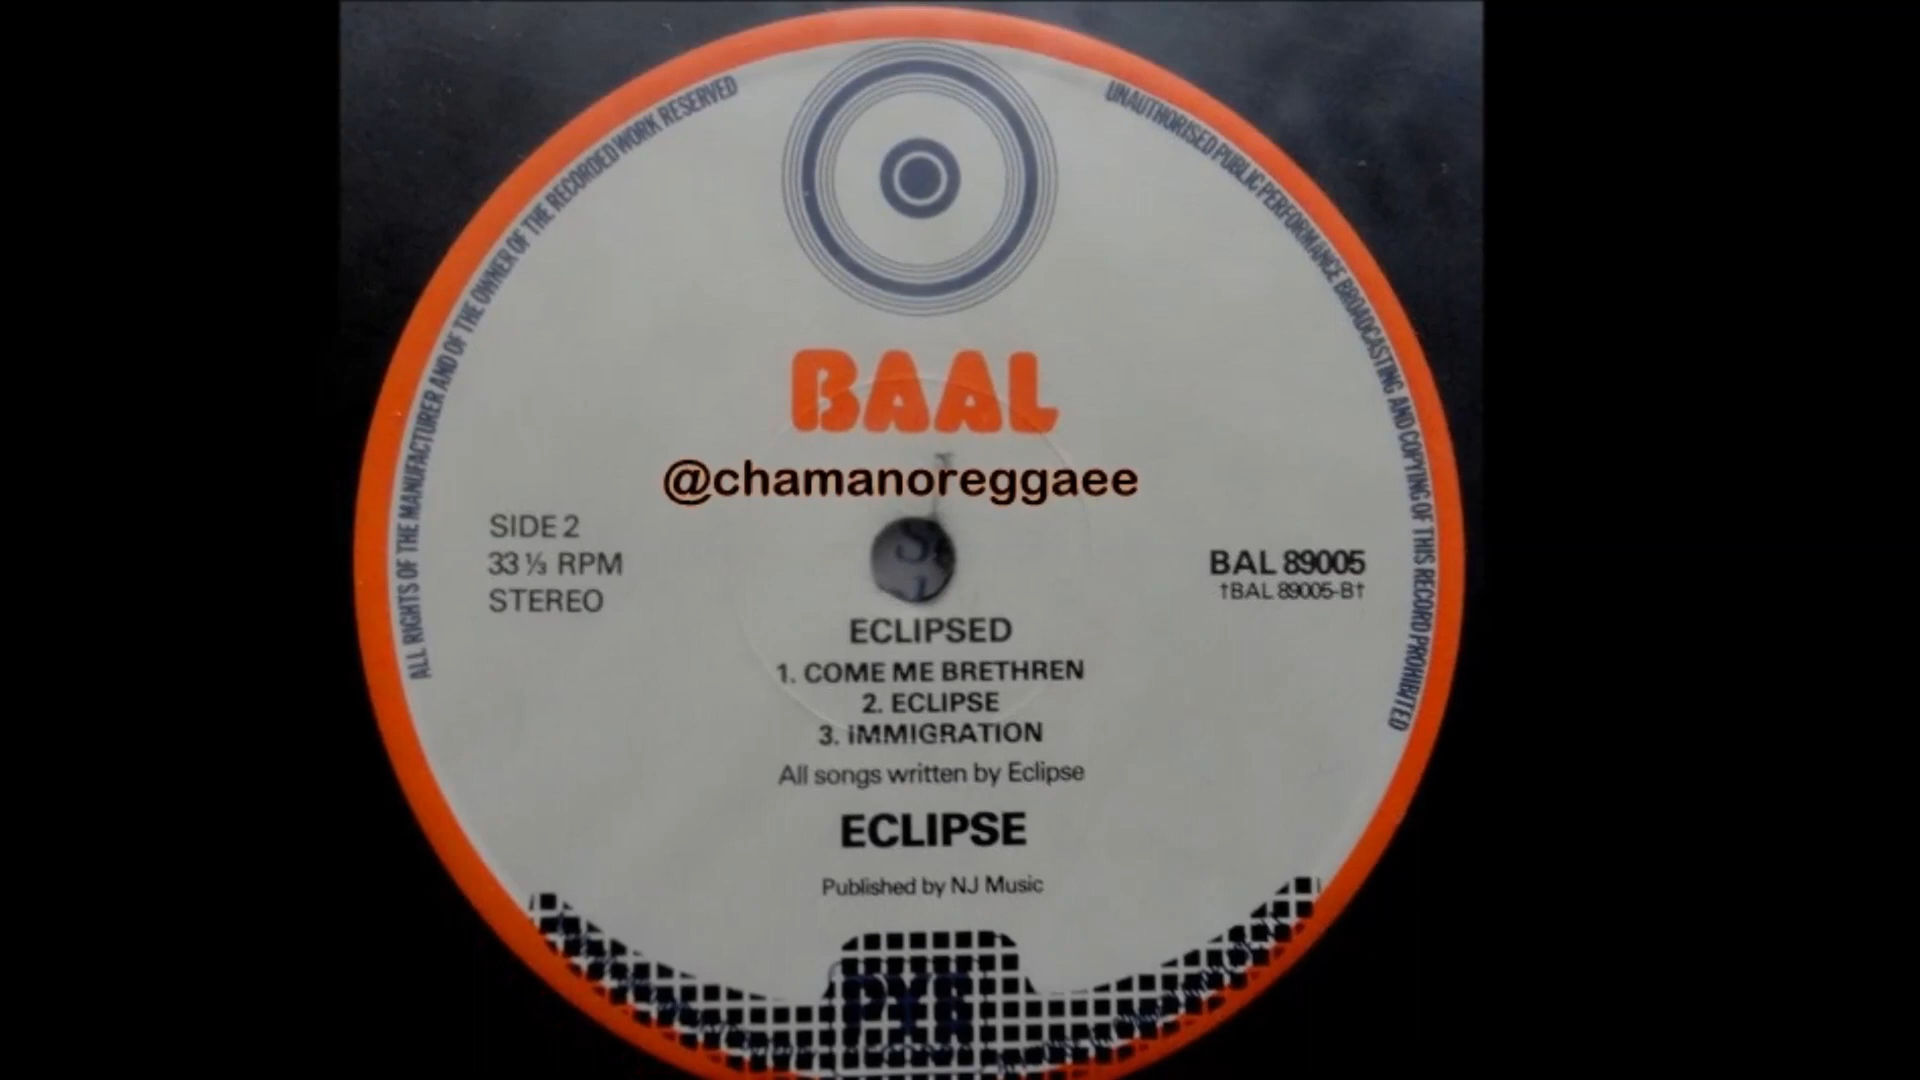 ALL RIGHTS OF THE MANUFACTURER AND OF THE OWNER OF THE RECORDED WORK RESERVED
UNAUTHORISED PUBLIC PERFORMANCE BROADCASTING AND COPYING OF THIS RECORD PROHIBITED
BAAL
@chamanoreggaee
SIDE 2
33⅓ RPM
STEREO
BAL 89005
†BAL 89005-B†
ECLIPSED
1. COME ME BRETHREN
2. ECLIPSE
3. iMMIGRATION
All songs written by Eclipse
ECLIPSE
Published by NJ Music
PYE